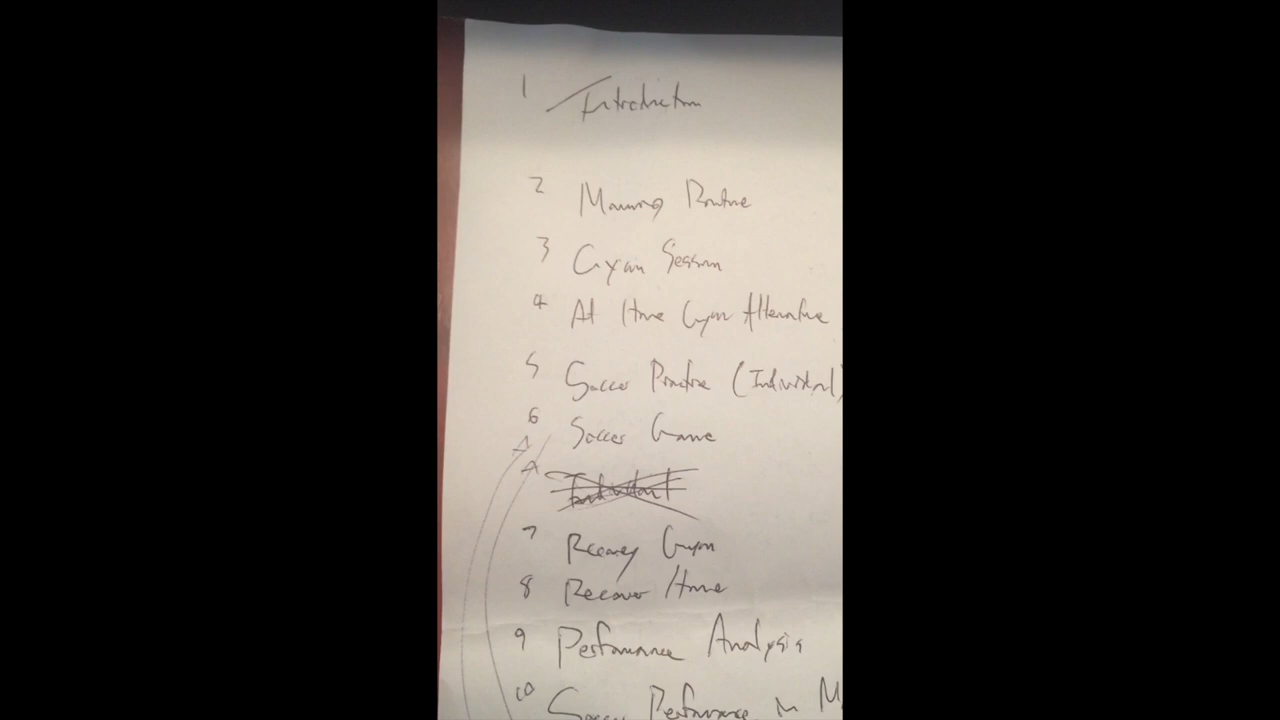 1 Introduction
2 Morning Routine
3 Gym Session
4 At Home Gym Alternative
5 Soccer Practice (Individual)
6 Soccer Game
7 Recovery Gym
8 Recover Home
9 Performance Analysis
10 Soccer Performance in